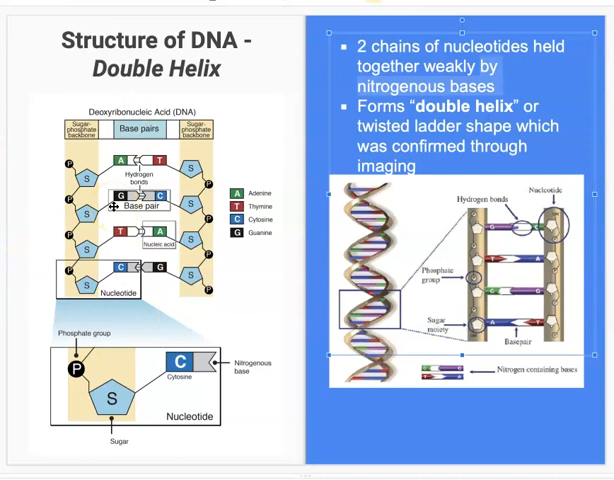 Structure of DNA -
Double Helix
Deoxyribonucleic Acid (DNA)
Sugar-
phosphate
backbone
Base pairs
Sugar-
phosphate
backbone
P
S
A
T
S
P
Hydrogen
bonds
P
S
G
C
S
P
Base pair
A Adenine
T Thymine
C Cytosine
G Guanine
P
S
T
A
S
P
Nucleic acid
P
S
C
G
S
P
Nucleotide
Phosphate group
P
C
Cytosine
Nitrogenous
base
S
Nucleotide
Sugar
▪ 2 chains of nucleotides held
together weakly by
nitrogenous bases
▪ Forms “double helix” or
twisted ladder shape which
was confirmed through
imaging
Nucleotide
Hydrogen bonds
G
C
Phosphate
group
T
A
C
G
Sugar
moiety
A
T
Basepair
Nitrogen containing bases